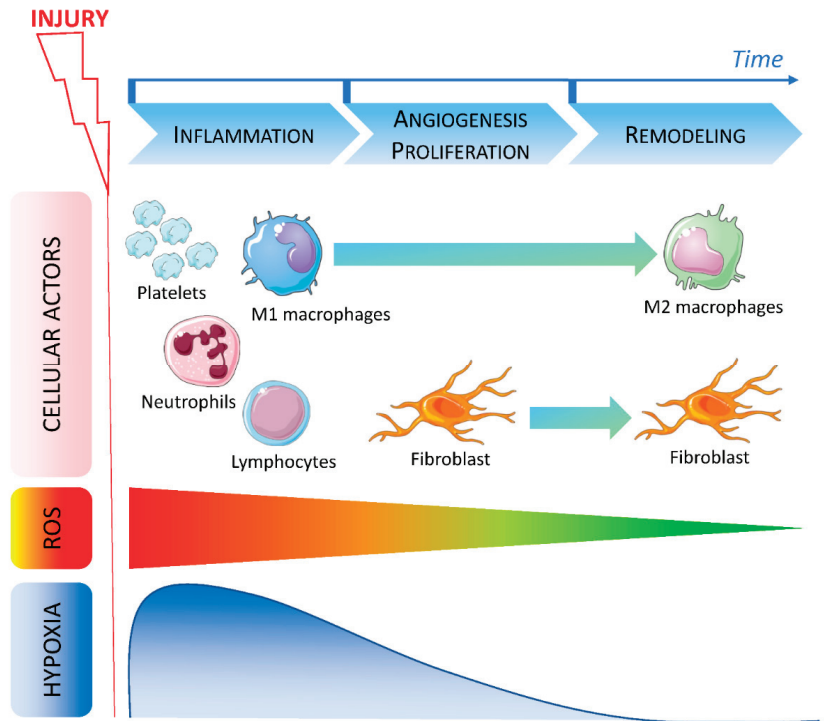 INJURY
Time
INFLAMMATION
ANGIOGENESIS
PROLIFERATION
REMODELING
CELLULAR ACTORS
Platelets
M1 macrophages
M2 macrophages
Neutrophils
Lymphocytes
Fibroblast
Fibroblast
ROS
HYPOXIA